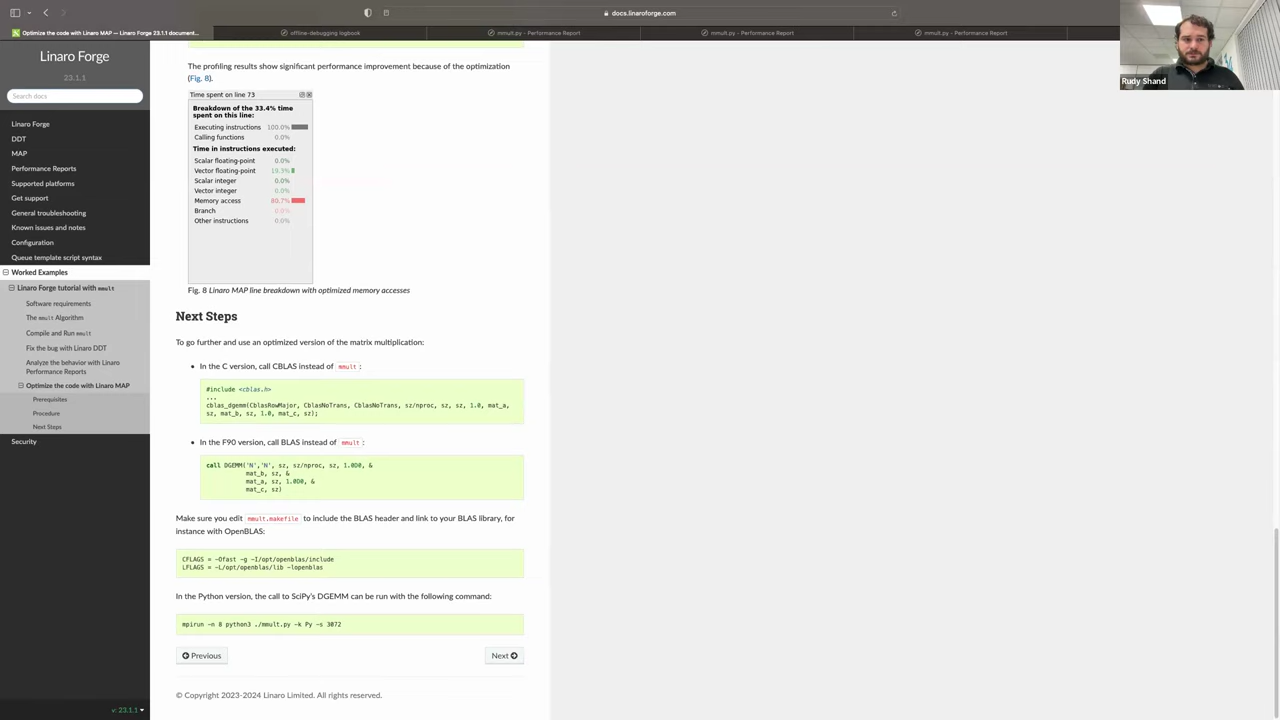 docs.linaroforge.com
Optimize the code with Linaro MAP — Linaro Forge 23.1.1 document...
offline-debugging logbook
mmult.py - Performance Report
mmult.py - Performance Report
mmult.py - Performance Report
Rudy Shand
Linaro Forge
23.1.1
Search docs
Linaro Forge
DDT
MAP
Performance Reports
Supported platforms
Get support
General troubleshooting
Known issues and notes
Configuration
Queue template script syntax
Worked Examples
Linaro Forge tutorial with mmult
Software requirements
The mmult Algorithm
Compile and Run mmult
Fix the bug with Linaro DDT
Analyze the behavior with Linaro
Performance Reports
Optimize the code with Linaro MAP
Prerequisites
Procedure
Next Steps
Security
v: 23.1.1
The profiling results show significant performance improvement because of the optimization
(Fig. 8).
Time spent on line 73
Breakdown of the 33.4% time
spent on this line:
Executing instructions 100.0%
Calling functions 0.0%
Time in instructions executed:
Scalar floating-point 0.0%
Vector floating-point 19.3%
Scalar integer 0.0%
Vector integer 0.0%
Memory access 80.7%
Branch 0.0%
Other instructions 0.0%
Fig. 8 Linaro MAP line breakdown with optimized memory accesses
Next Steps
To go further and use an optimized version of the matrix multiplication:
• In the C version, call CBLAS instead of mmult:
#include <cblas.h>
...
cblas_dgemm(CblasRowMajor, CblasNoTrans, CblasNoTrans, sz/nproc, sz, sz, 1.0, mat_a,
sz, mat_b, sz, 1.0, mat_c, sz);
• In the F90 version, call BLAS instead of mmult:
call DGEMM('N','N', sz, sz/nproc, sz, 1.0D0, &
mat_b, sz, &
mat_a, sz, 1.0D0, &
mat_c, sz)
Make sure you edit mmult.makefile to include the BLAS header and link to your BLAS library, for
instance with OpenBLAS:
CFLAGS = -Ofast -g -I/opt/openblas/include
LFLAGS = -L/opt/openblas/lib -lopenblas
In the Python version, the call to SciPy's DGEMM can be run with the following command:
mpirun -n 8 python3 ./mmult.py -k Py -s 3072
Previous
Next
© Copyright 2023-2024 Linaro Limited. All rights reserved.